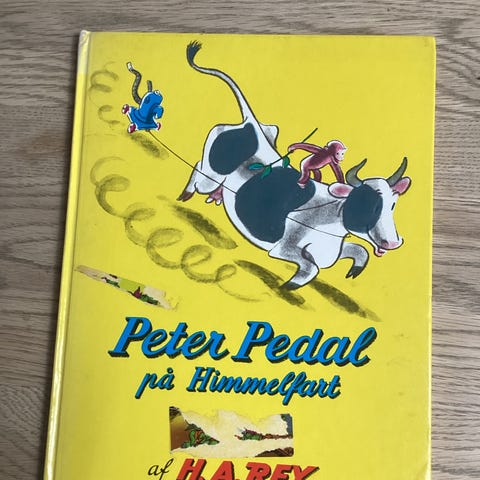 Peter Pedal
på Himmelfart
af H.A. REY